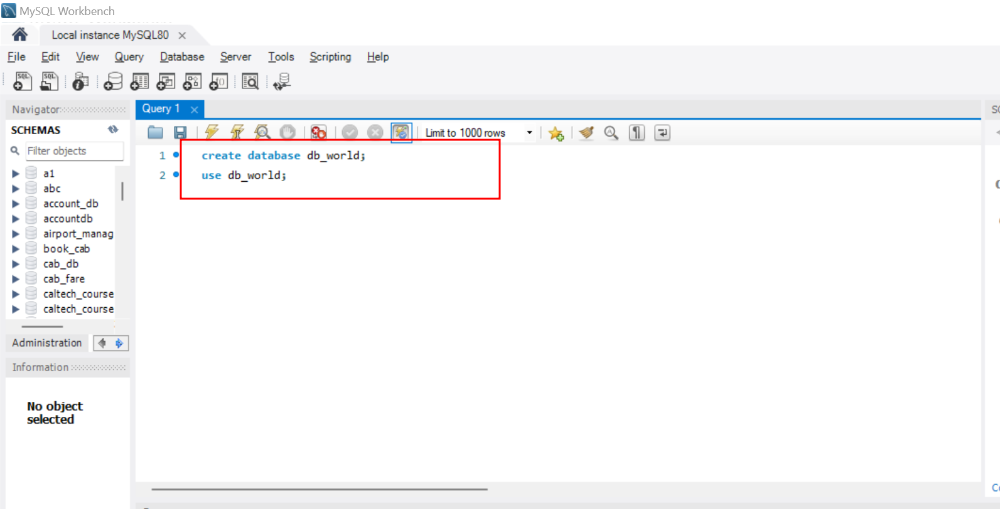 MySQL Workbench
Local instance MySQL80
File Edit View Query Database Server Tools Scripting Help
Navigator
Query 1
SCHEMAS
Limit to 1000 rows
Filter objects
1 create database db_world;
2 use db_world;
a1
abc
account_db
accountdb
airport_manag
book_cab
cab_db
cab_fare
caltech_course
caltech_course
Administration
Information
No object
selected